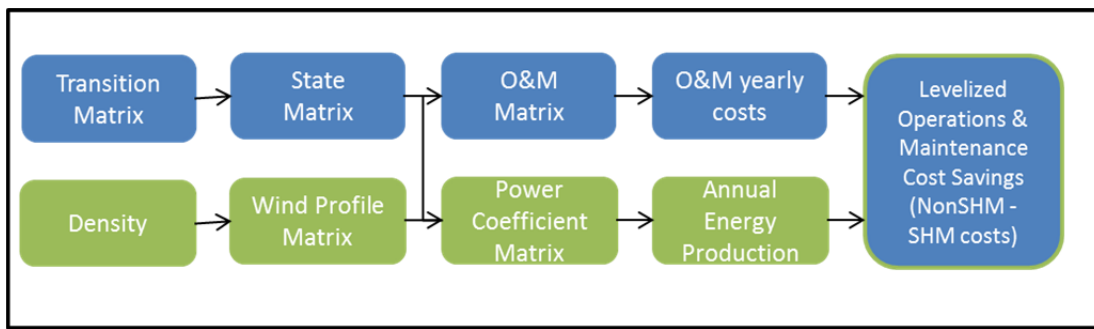 Transition
Matrix
State
Matrix
O&M
Matrix
O&M yearly
costs
Levelized
Operations &
Maintenance
Cost Savings
(NonSHM -
SHM costs)
Density
Wind Profile
Matrix
Power
Coefficient
Matrix
Annual
Energy
Production